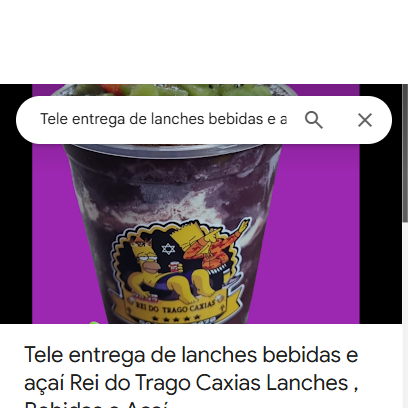 Tele entrega de lanches bebidas e a
REI DO TRAGO CAXIAS
Tele entrega de lanches bebidas e
açaí Rei do Trago Caxias Lanches ,